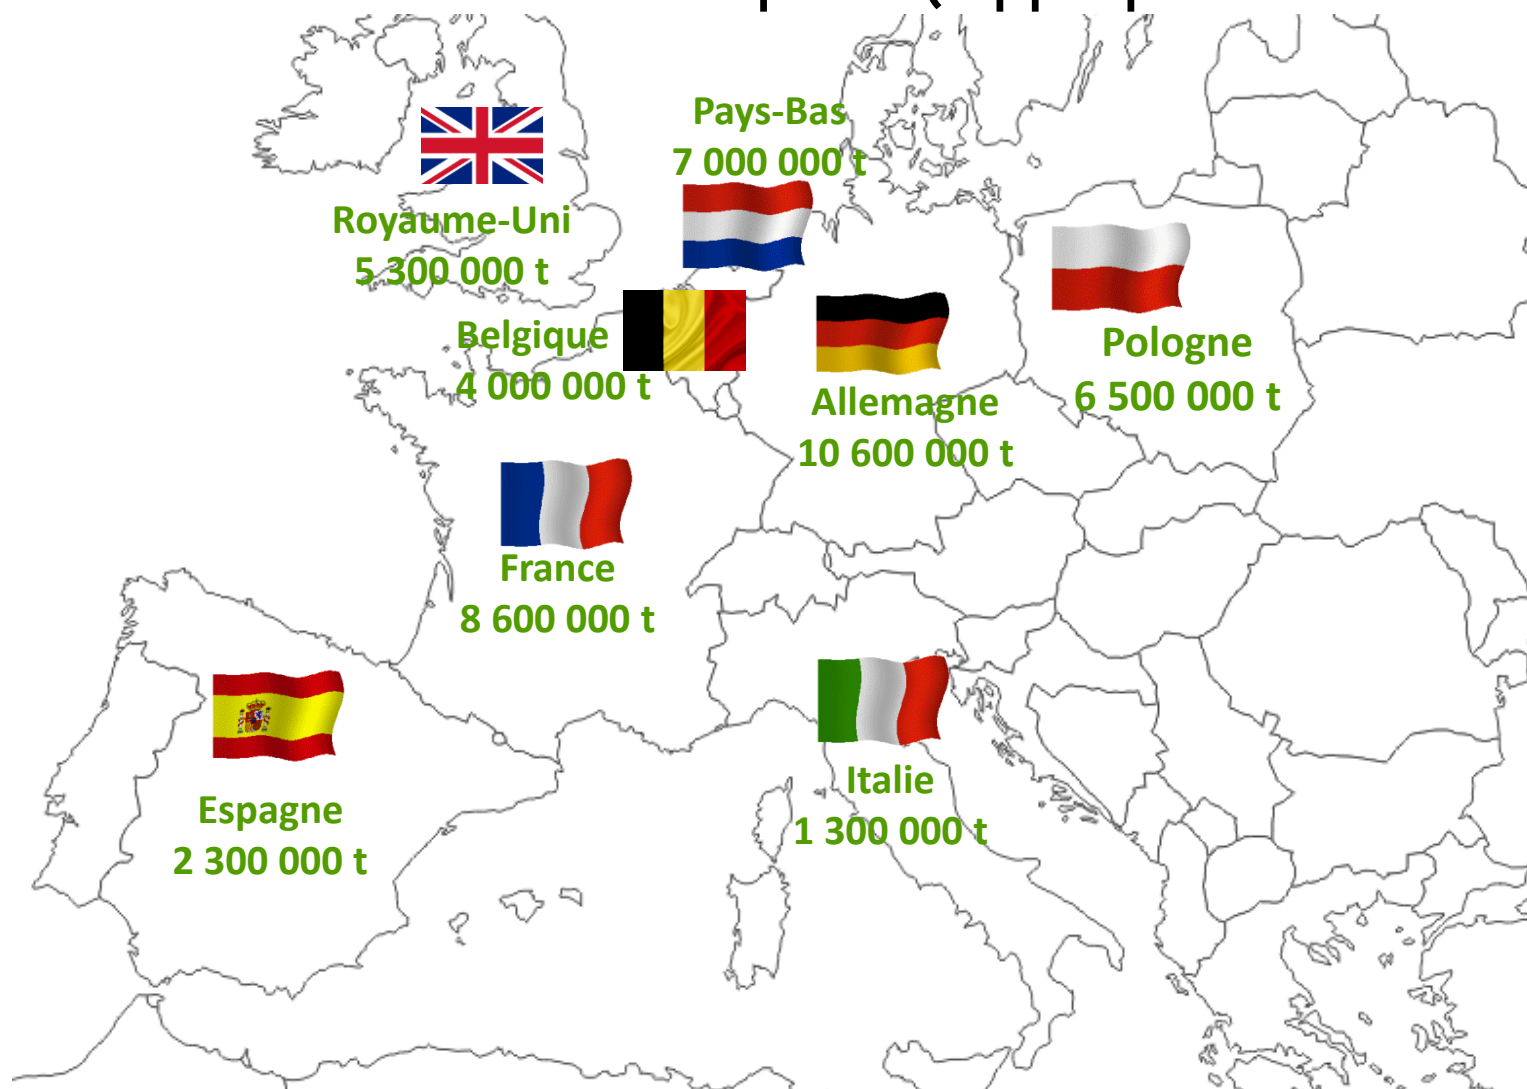 Pays-Bas
7 000 000 t
Royaume-Uni
5 300 000 t
Belgique
4 000 000 t
Pologne
6 500 000 t
Allemagne
10 600 000 t
France
8 600 000 t
Italie
1 300 000 t
Espagne
2 300 000 t